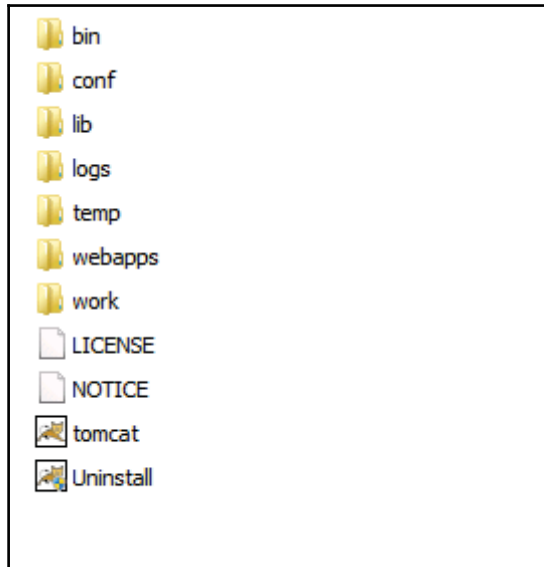 bin
conf
lib
logs
temp
webapps
work
LICENSE
NOTICE
tomcat
Uninstall